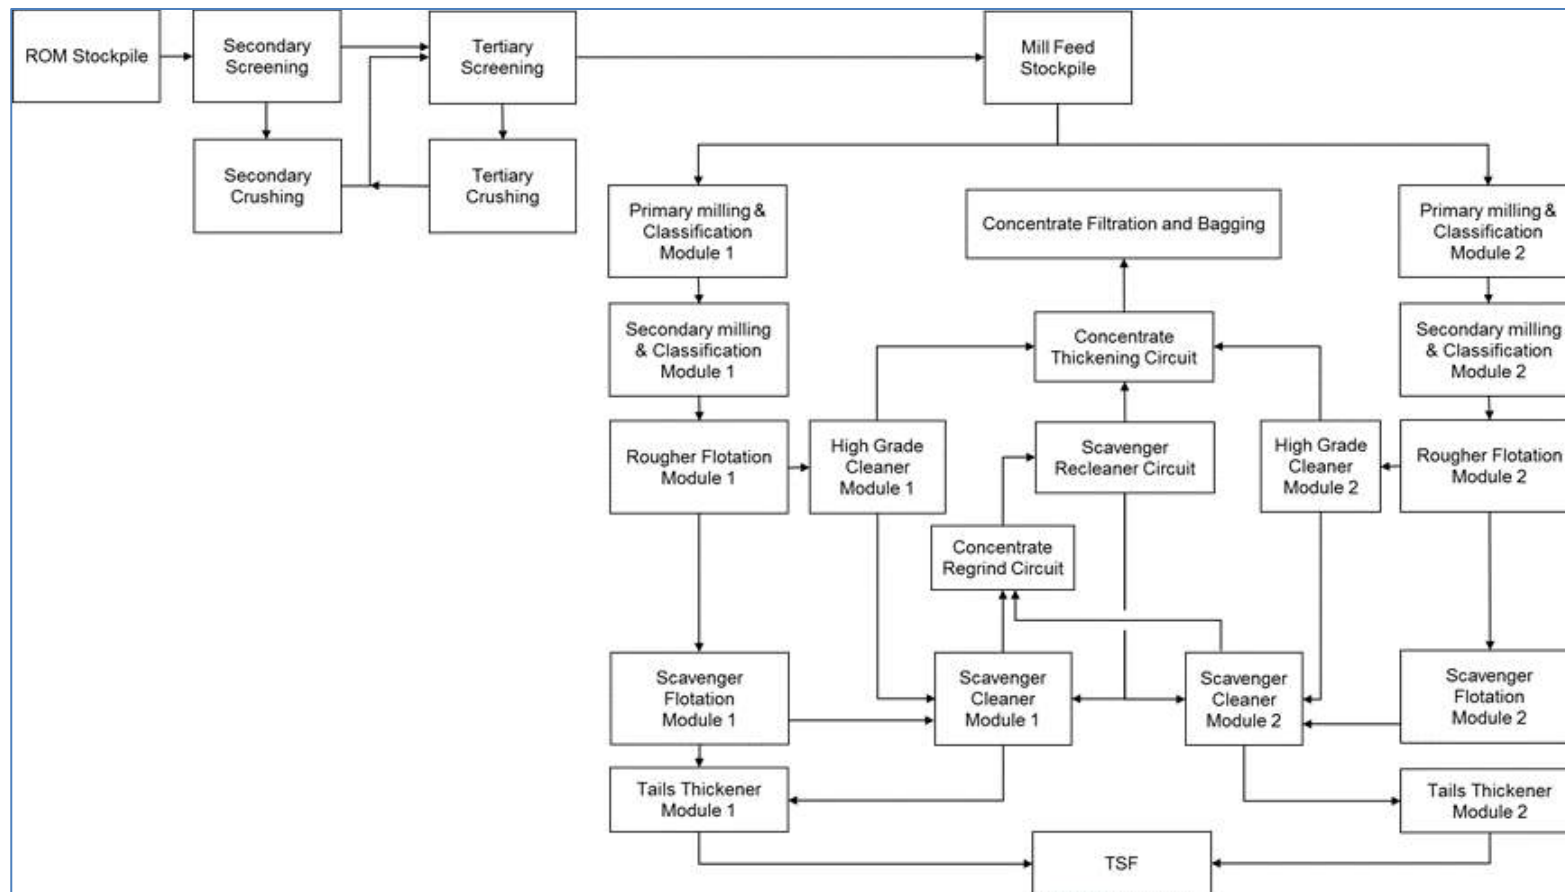 ROM Stockpile
Secondary
Screening
Tertiary
Screening
Mill Feed
Stockpile
Secondary
Crushing
Tertiary
Crushing
Primary milling &
Classification
Module 1
Concentrate Filtration and Bagging
Primary milling &
Classification
Module 2
Secondary milling
& Classification
Module 1
Concentrate
Thickening Circuit
Secondary milling
& Classification
Module 2
Rougher Flotation
Module 1
High Grade
Cleaner
Module 1
Scavenger
Recleaner Circuit
High Grade
Cleaner
Module 2
Rougher Flotation
Module 2
Concentrate
Regrind Circuit
Scavenger
Flotation
Module 1
Scavenger
Cleaner
Module 1
Scavenger
Cleaner
Module 2
Scavenger
Flotation
Module 2
Tails Thickener
Module 1
Tails Thickener
Module 2
TSF